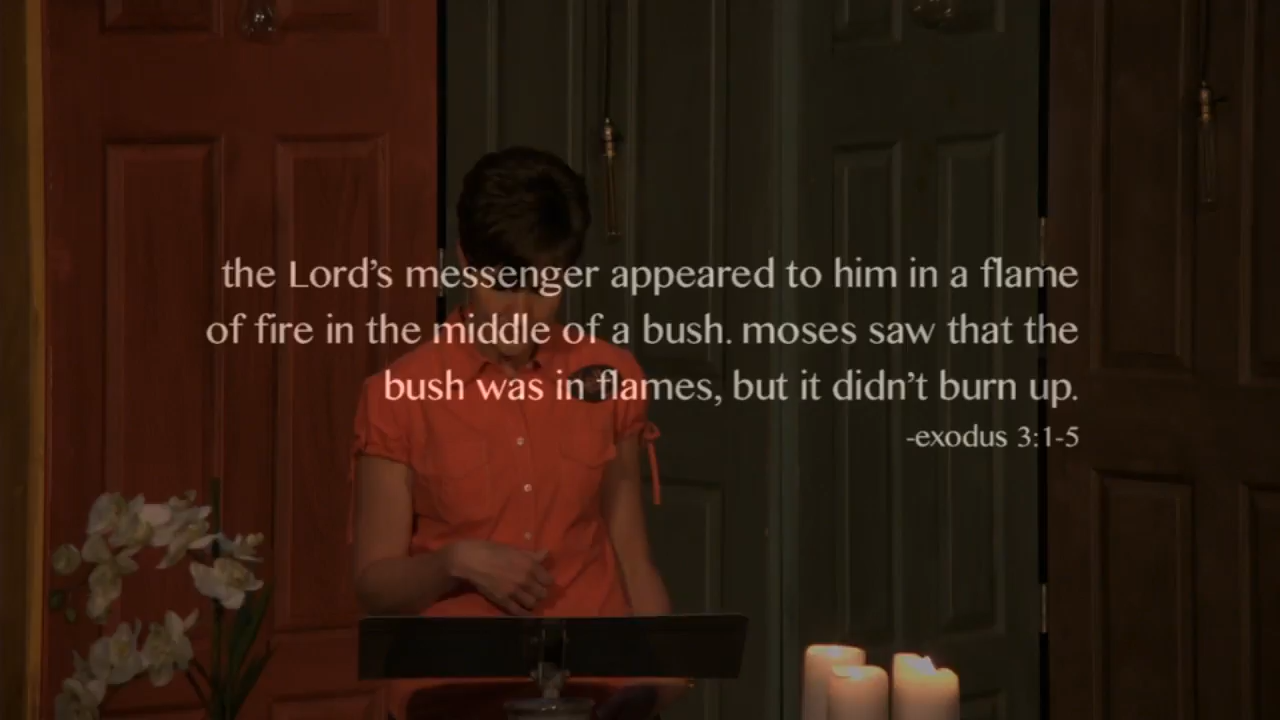 the Lord's messenger appeared to him in a flame
of fire in the middle of a bush. moses saw that the
bush was in flames, but it didn't burn up.
-exodus 3:1-5